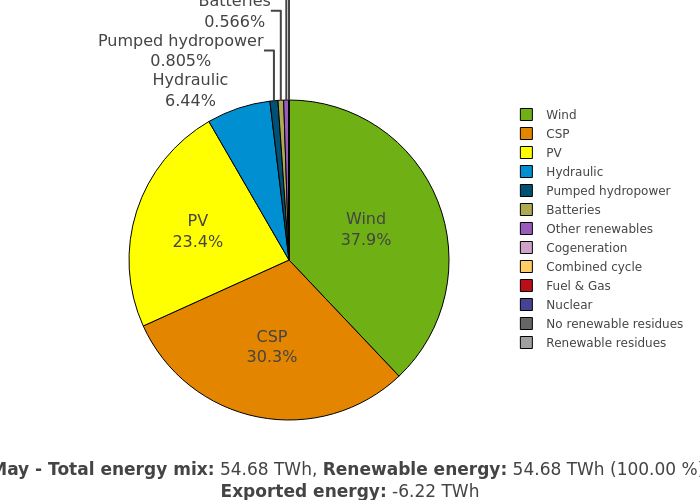 Batteries
0.566%
Pumped hydropower
0.805%
Hydraulic
6.44%
PV
23.4%
Wind
37.9%
CSP
30.3%
Wind
CSP
PV
Hydraulic
Pumped hydropower
Batteries
Other renewables
Cogeneration
Combined cycle
Fuel & Gas
Nuclear
No renewable residues
Renewable residues
May - Total energy mix: 54.68 TWh, Renewable energy: 54.68 TWh (100.00 %)
Exported energy: -6.22 TWh